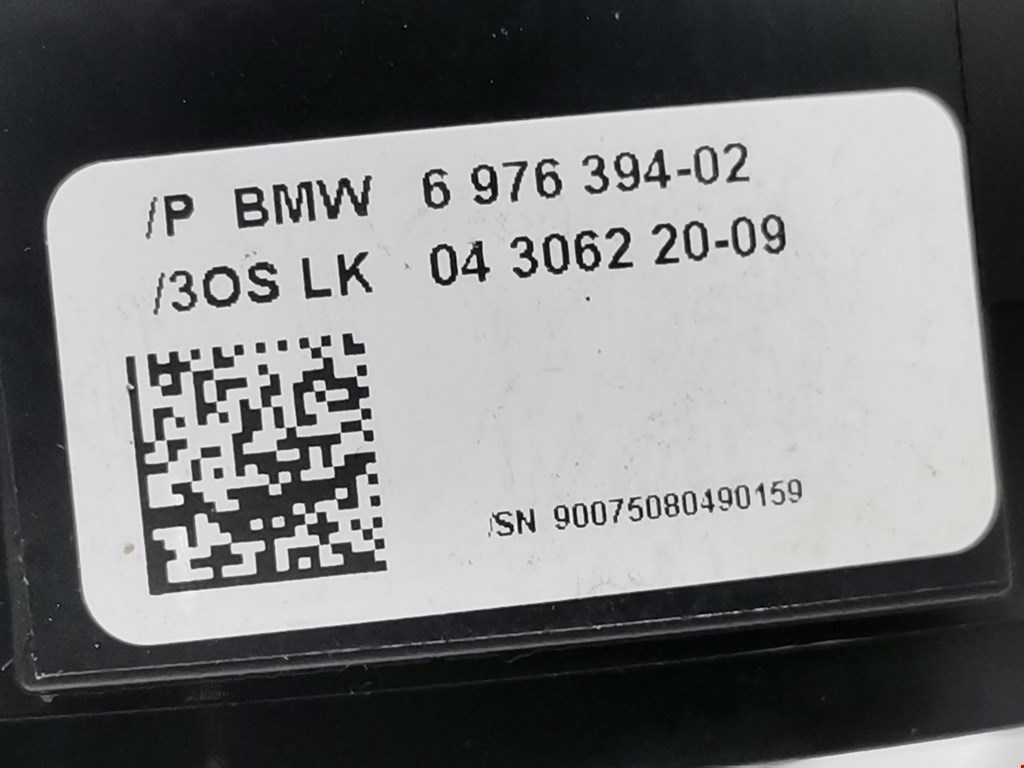 /P BMW 6 976 394-02
/3OS LK 04 3062 20-09
/SN 90075080490159